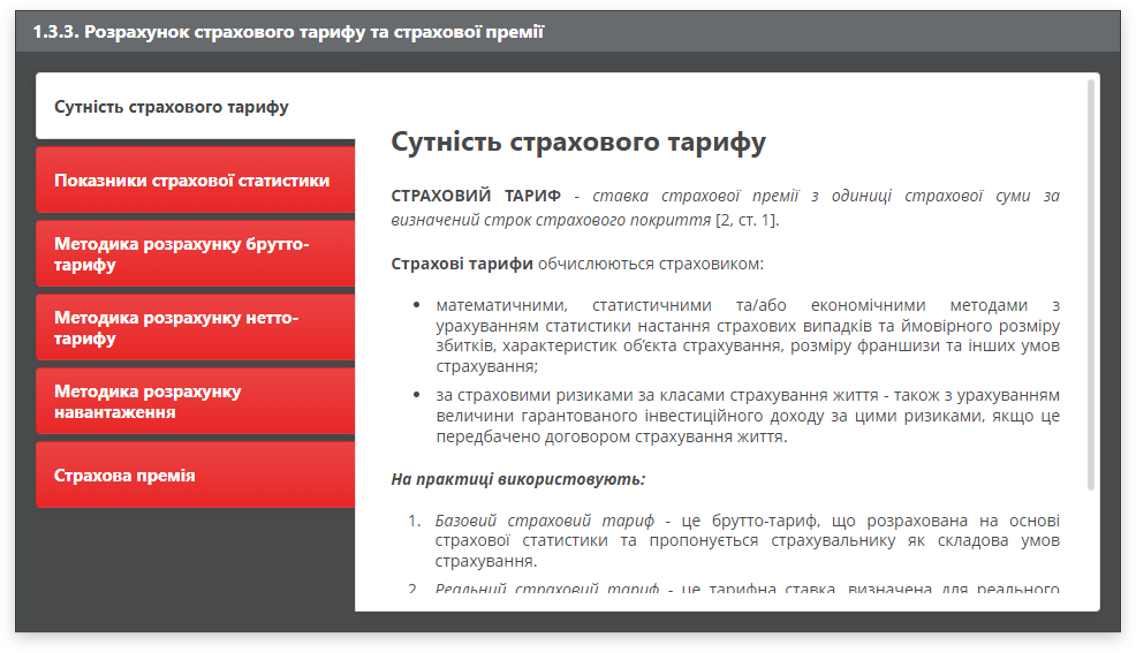 1.3.3. Розрахунок страхового тарифу та страхової премії
Сутність страхового тарифу
Показники страхової статистики
Методика розрахунку брутто-
тарифу
Методика розрахунку нетто-
тарифу
Методика розрахунку
навантаження
Страхова премія
Сутність страхового тарифу
СТРАХОВИЙ ТАРИФ - ставка страхової премії з одиниці страхової суми за
визначений строк страхового покриття [2, ст. 1].
Страхові тарифи обчислюються страховиком:
• математичними, статистичними та/або економічними методами з
урахуванням статистики настання страхових випадків та ймовірного розміру
збитків, характеристик об'єкта страхування, розміру франшизи та інших умов
страхування;
• за страховими ризиками за класами страхування життя - також з урахуванням
величини гарантованого інвестиційного доходу за цими ризиками, якщо це
передбачено договором страхування життя.
На практиці використовують:
1. Базовий страховий тариф - це брутто-тариф, що розрахована на основі
страхової статистики та пропонується страхувальнику як складова умов
страхування.
2. Реальний страховий тариф - це тарифна ставка, визначена для реального